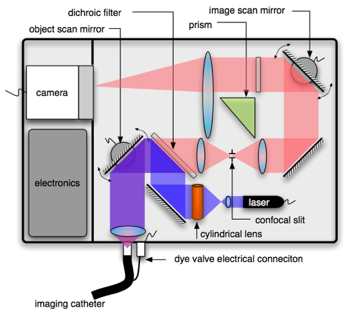 image scan mirror
dichroic filter
prism
object scan mirror
camera
electronics
laser
confocal slit
cylindrical lens
dye valve electrical conneciton
imaging catheter